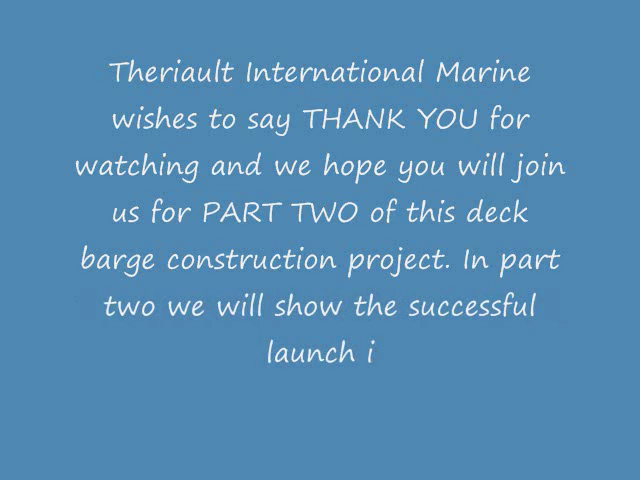 Theriault International Marine
wishes to say THANK YOU for
watching and we hope you will join
us for PART TWO of this deck
barge construction project. In part
two we will show the successful
launch i